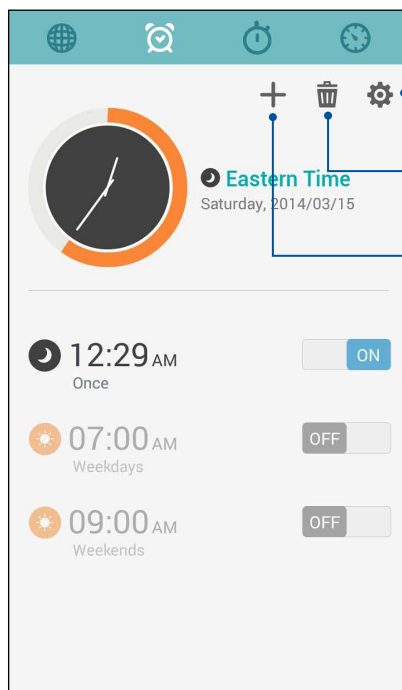 Eastern Time
Saturday, 2014/03/15
12:29 AM
ON
Once
07:00 AM
OFF
Weekdays
09:00 AM
OFF
Weekends